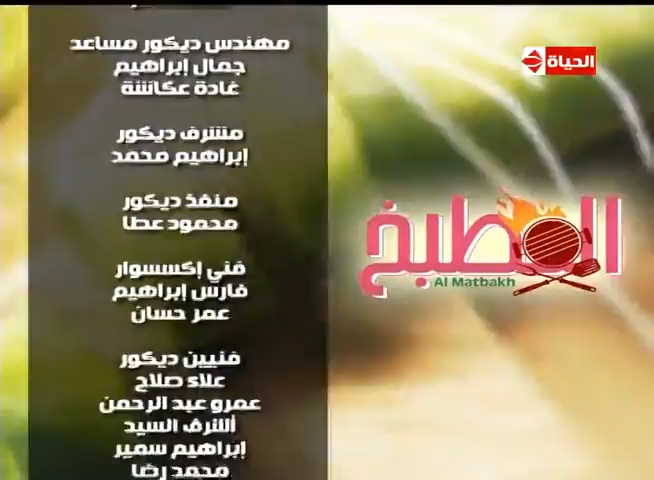 مهندس ديكور مساعد
جمال إبراهيم
غادة عكاشة
مشرف ديكور
إبراهيم محمد
منفذ ديكور
محمود عطا
فني إكسسوار
فارس إبراهيم
عمر حسان
فنيين ديكور
علاء صلاح
عمرو عبد الرحمن
أشرف السيد
إبراهيم سمير
محمد رضا
الحياة
المطبخ
Al Matbakh